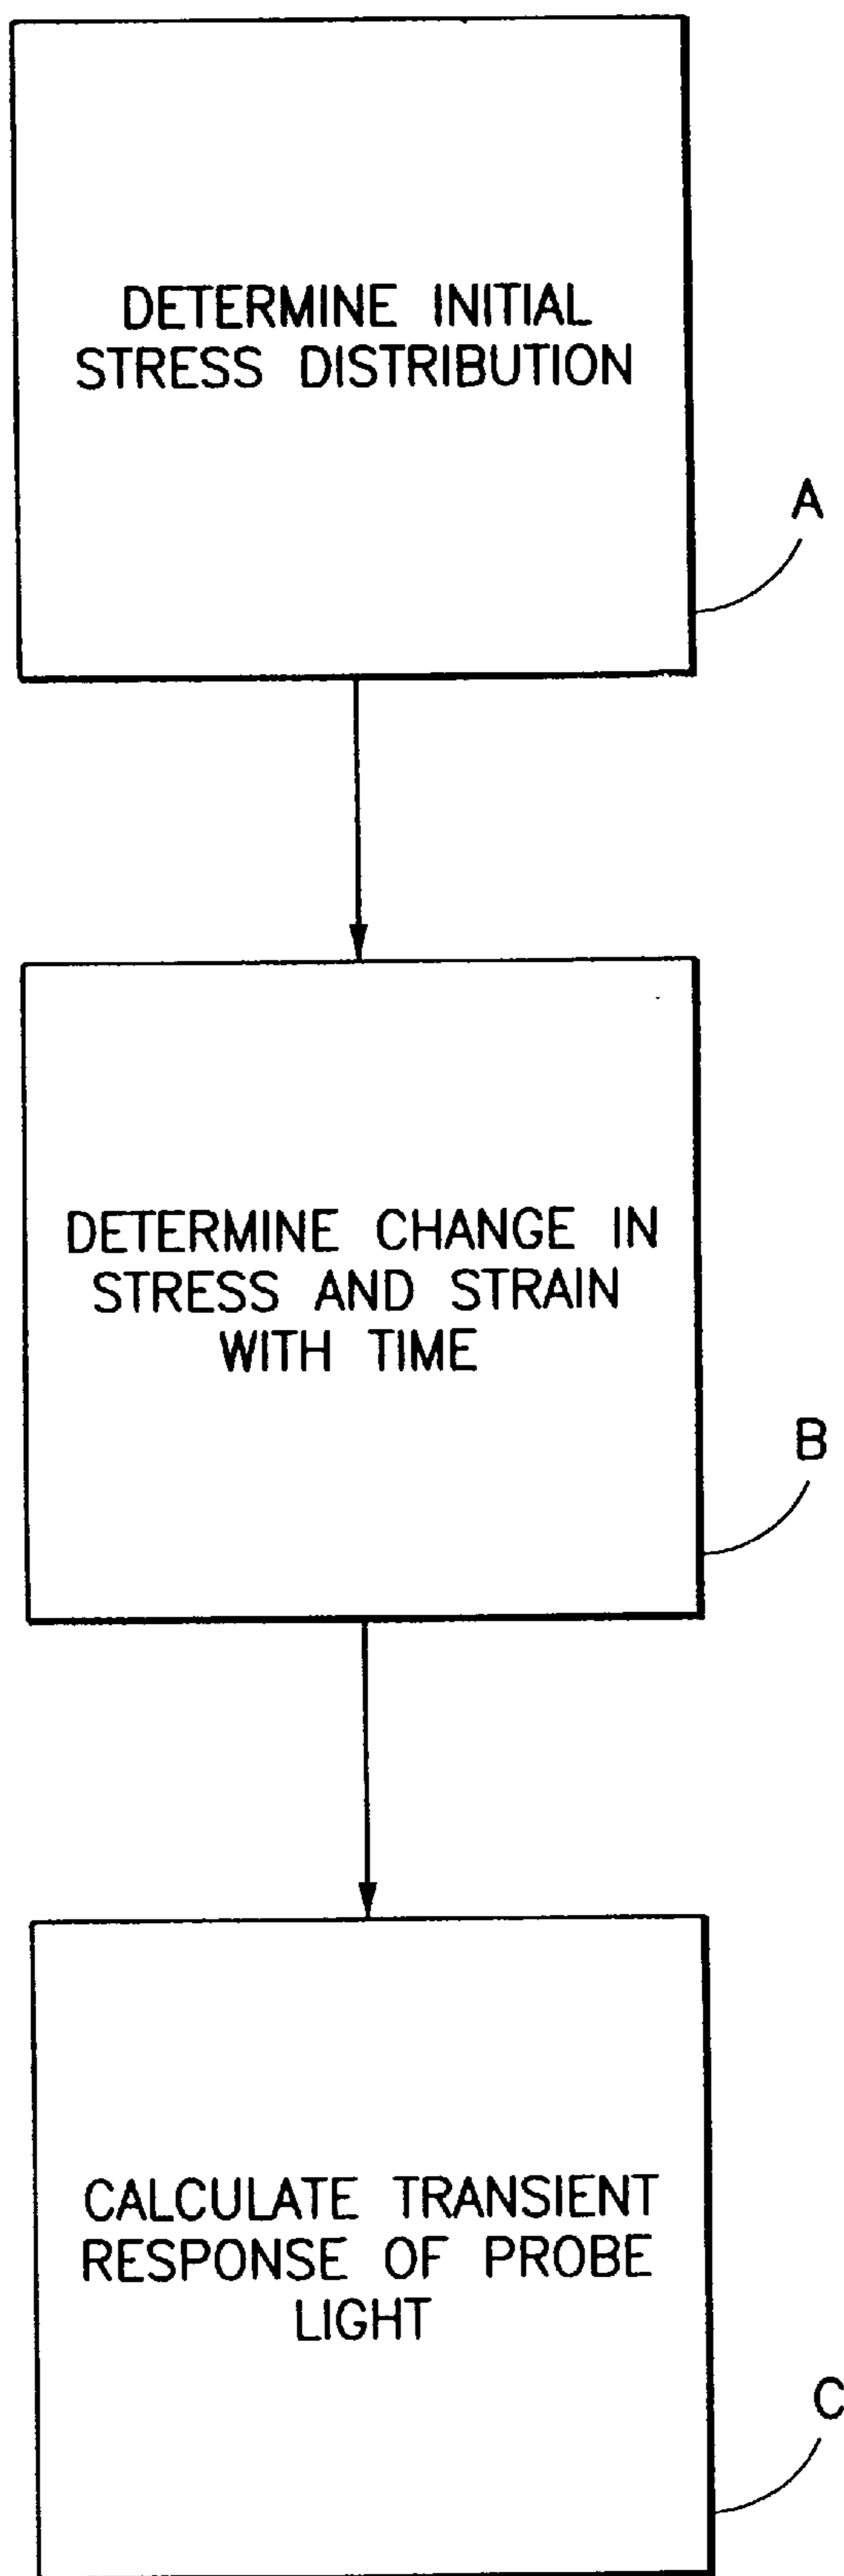 DETERMINE INITIAL
STRESS DISTRIBUTION
A
DETERMINE CHANGE IN
STRESS AND STRAIN
WITH TIME
B
CALCULATE TRANSIENT
RESPONSE OF PROBE
LIGHT
C